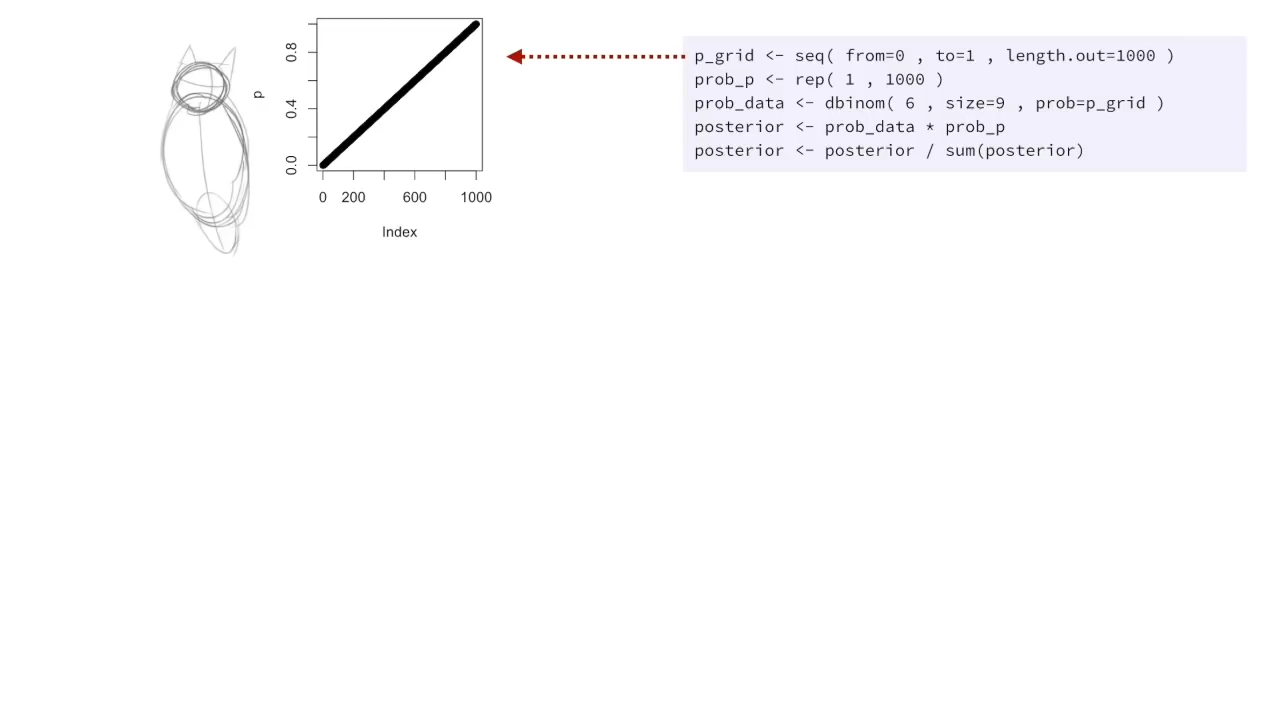 p_grid <- seq( from=0 , to=1 , length.out=1000 )
prob_p <- rep( 1 , 1000 )
prob_data <- dbinom( 6 , size=9 , prob=p_grid )
posterior <- prob_data * prob_p
posterior <- posterior / sum(posterior)
p
0.8
0.4
0.0
0 200 600 1000
Index